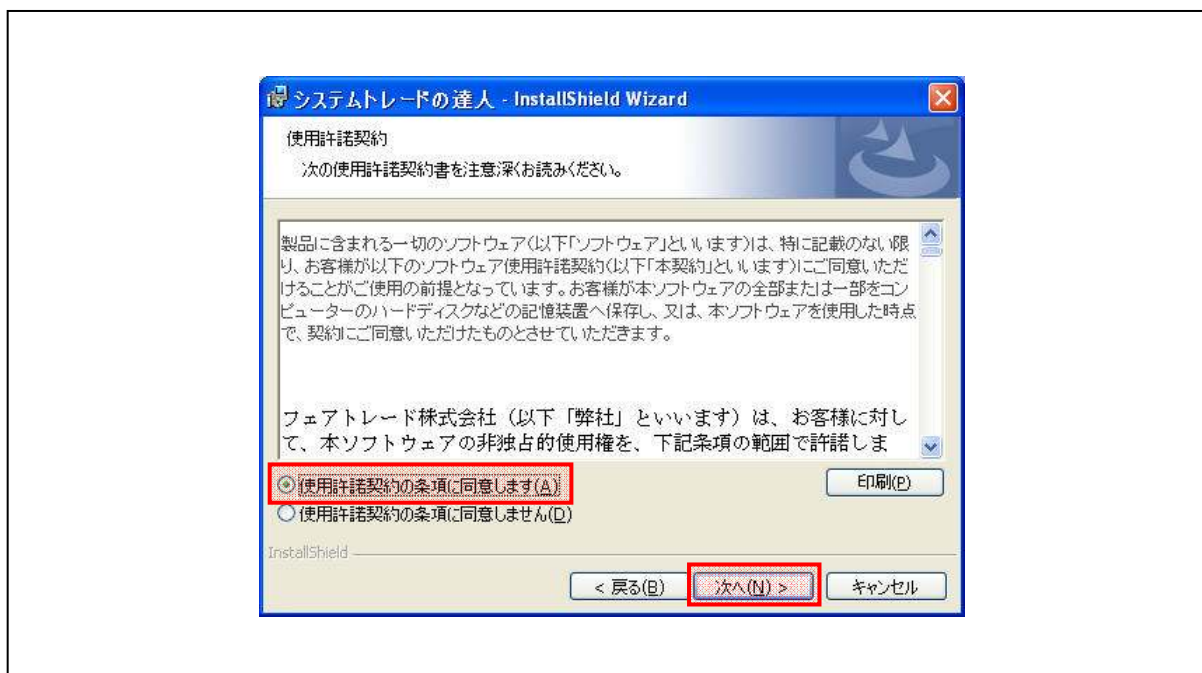 システムトレードの達人 - InstallShield Wizard
使用許諾契約
次の使用許諾契約書を注意深くお読みください。
製品に含まれる一切のソフトウェア(以下「ソフトウェア」といいます)は、特に記載のない限
り、お客様が以下のソフトウェア使用許諾契約(以下「本契約」といいます)にご同意いただ
けることがご使用の前提となっています。お客様が本ソフトウェアの全部または一部をコン
ピューターのハードディスクなどの記憶装置へ保存し、又は、本ソフトウェアを使用した時点
で、契約にご同意いただけたものとさせていただきます。
フェアトレード株式会社（以下「弊社」といいます）は、お客様に対し
て、本ソフトウェアの非独占的使用権を、下記条項の範囲で許諾しま
使用許諾契約の条項に同意します(A)
印刷(P)
使用許諾契約の条項に同意しません(D)
InstallShield
< 戻る(B)
次へ(N) >
キャンセル